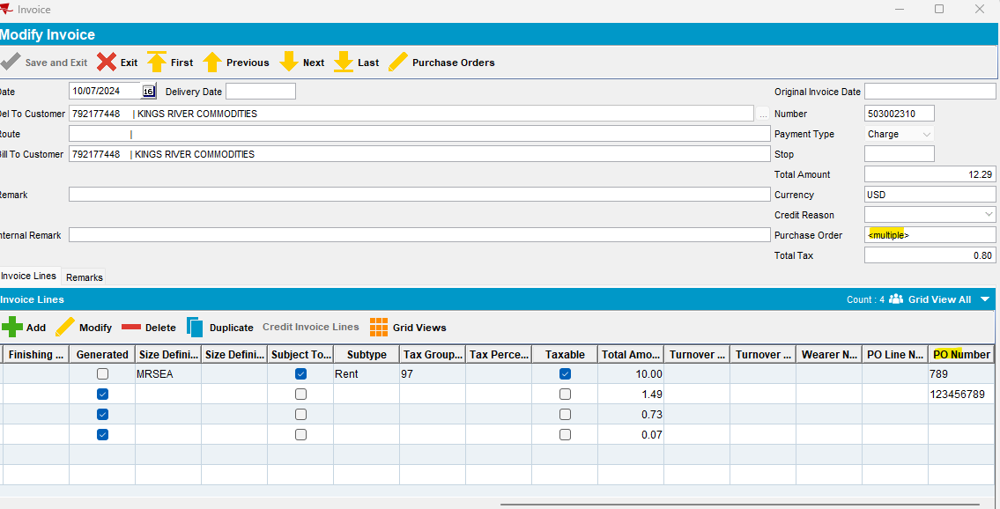 Invoice
Modify Invoice
Save and Exit Exit First Previous Next Last Purchase Orders
Date 10/07/2024 16 Delivery Date Original Invoice Date
Del To Customer 792177448 | KINGS RIVER COMMODITIES ... Number 503002310
Route | Payment Type Charge
Bill To Customer 792177448 | KINGS RIVER COMMODITIES Stop
Total Amount 12.29
Remark Currency USD
Credit Reason
Internal Remark Purchase Order <multiple>
Total Tax 0.80
Invoice Lines Remarks
Invoice Lines Count : 4 Grid View All
Add Modify Delete Duplicate Credit Invoice Lines Grid Views
Finishing ... Generated Size Defini... Size Defini... Subject To... Subtype Tax Group... Tax Perce... Taxable Total Amo... Turnover ... Turnover ... Wearer N... PO Line N... PO Number
MRSEA Rent 97 10.00 789
1.49 123456789
0.73
0.07